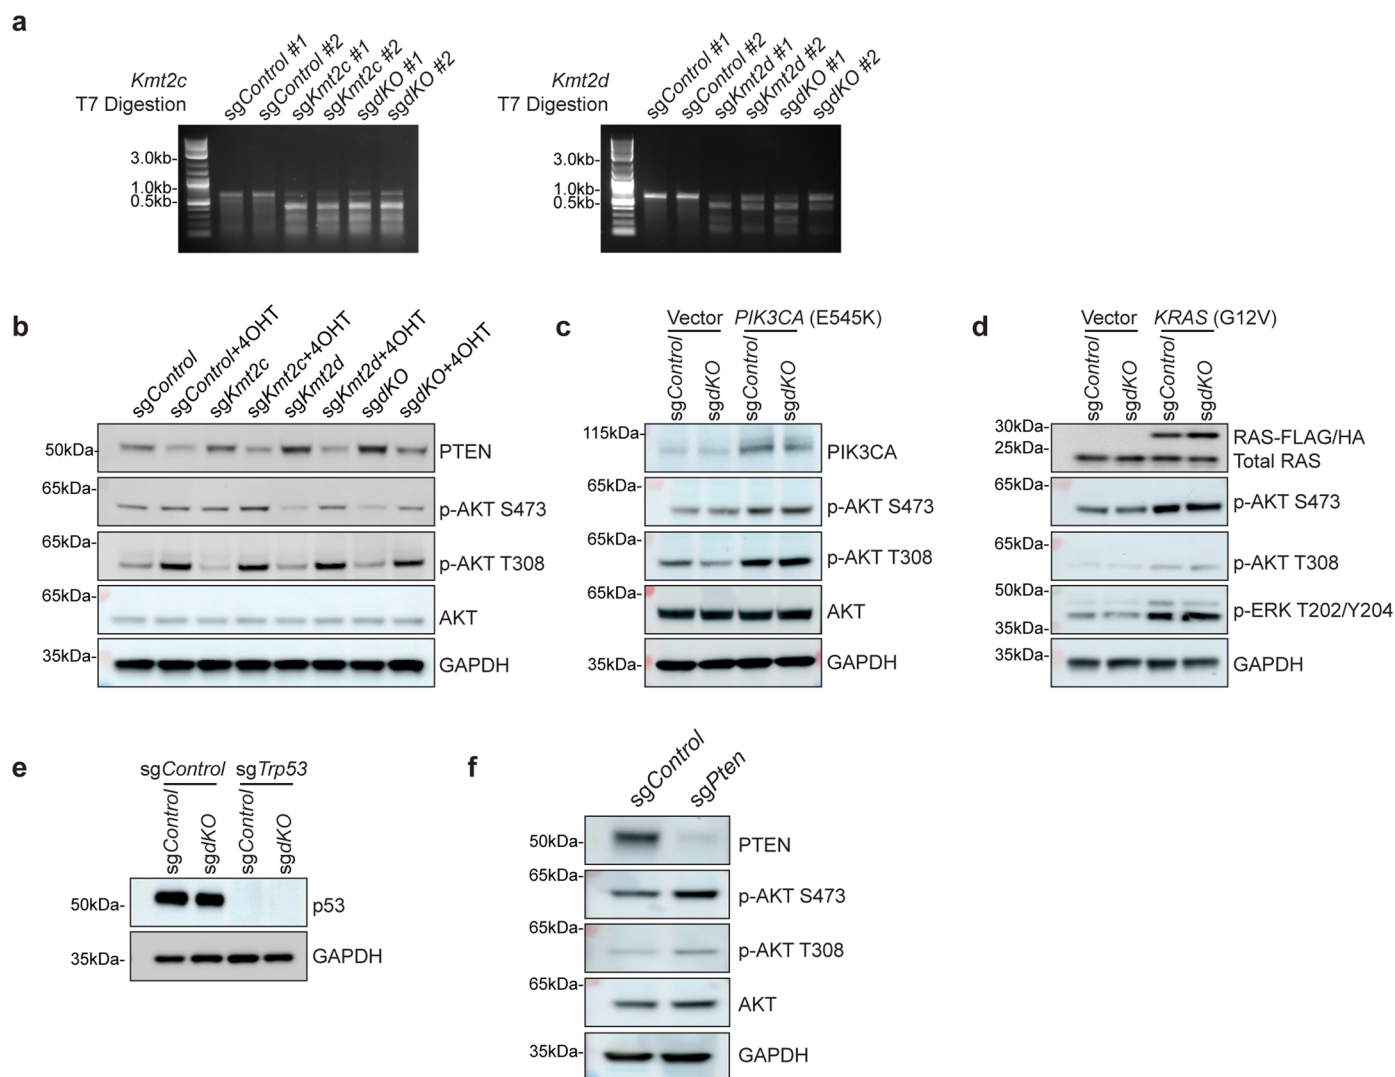 a
Kmt2c
T7 Digestion
sgControl #1
sgControl #2
sgKmt2c #1
sgKmt2c #2
sgdKO #1
sgdKO #2
3.0kb-
1.0kb-
0.5kb-
Kmt2d
T7 Digestion
sgControl #1
sgControl #2
sgKmt2d #1
sgKmt2d #2
sgdKO #1
sgdKO #2
3.0kb-
1.0kb-
0.5kb-
b
sgControl
sgControl+4OHT
sgKmt2c
sgKmt2c+4OHT
sgKmt2d
sgKmt2d+4OHT
sgdKO
sgdKO+4OHT
50kDa- PTEN
65kDa- p-AKT S473
65kDa- p-AKT T308
65kDa- AKT
35kDa- GAPDH
c
Vector PIK3CA (E545K)
sgControl
sgdKO
sgControl
sgdKO
115kDa- PIK3CA
65kDa- p-AKT S473
65kDa- p-AKT T308
65kDa- AKT
35kDa- GAPDH
d
Vector KRAS (G12V)
sgControl
sgdKO
sgControl
sgdKO
30kDa- RAS-FLAG/HA
25kDa- Total RAS
65kDa- p-AKT S473
65kDa- p-AKT T308
50kDa- p-ERK T202/Y204
35kDa-
35kDa- GAPDH
e
sgControl sgTrp53
sgControl
sgdKO
sgControl
sgdKO
50kDa- p53
35kDa- GAPDH
f
sgControl
sgPten
50kDa- PTEN
65kDa- p-AKT S473
65kDa- p-AKT T308
65kDa- AKT
35kDa- GAPDH